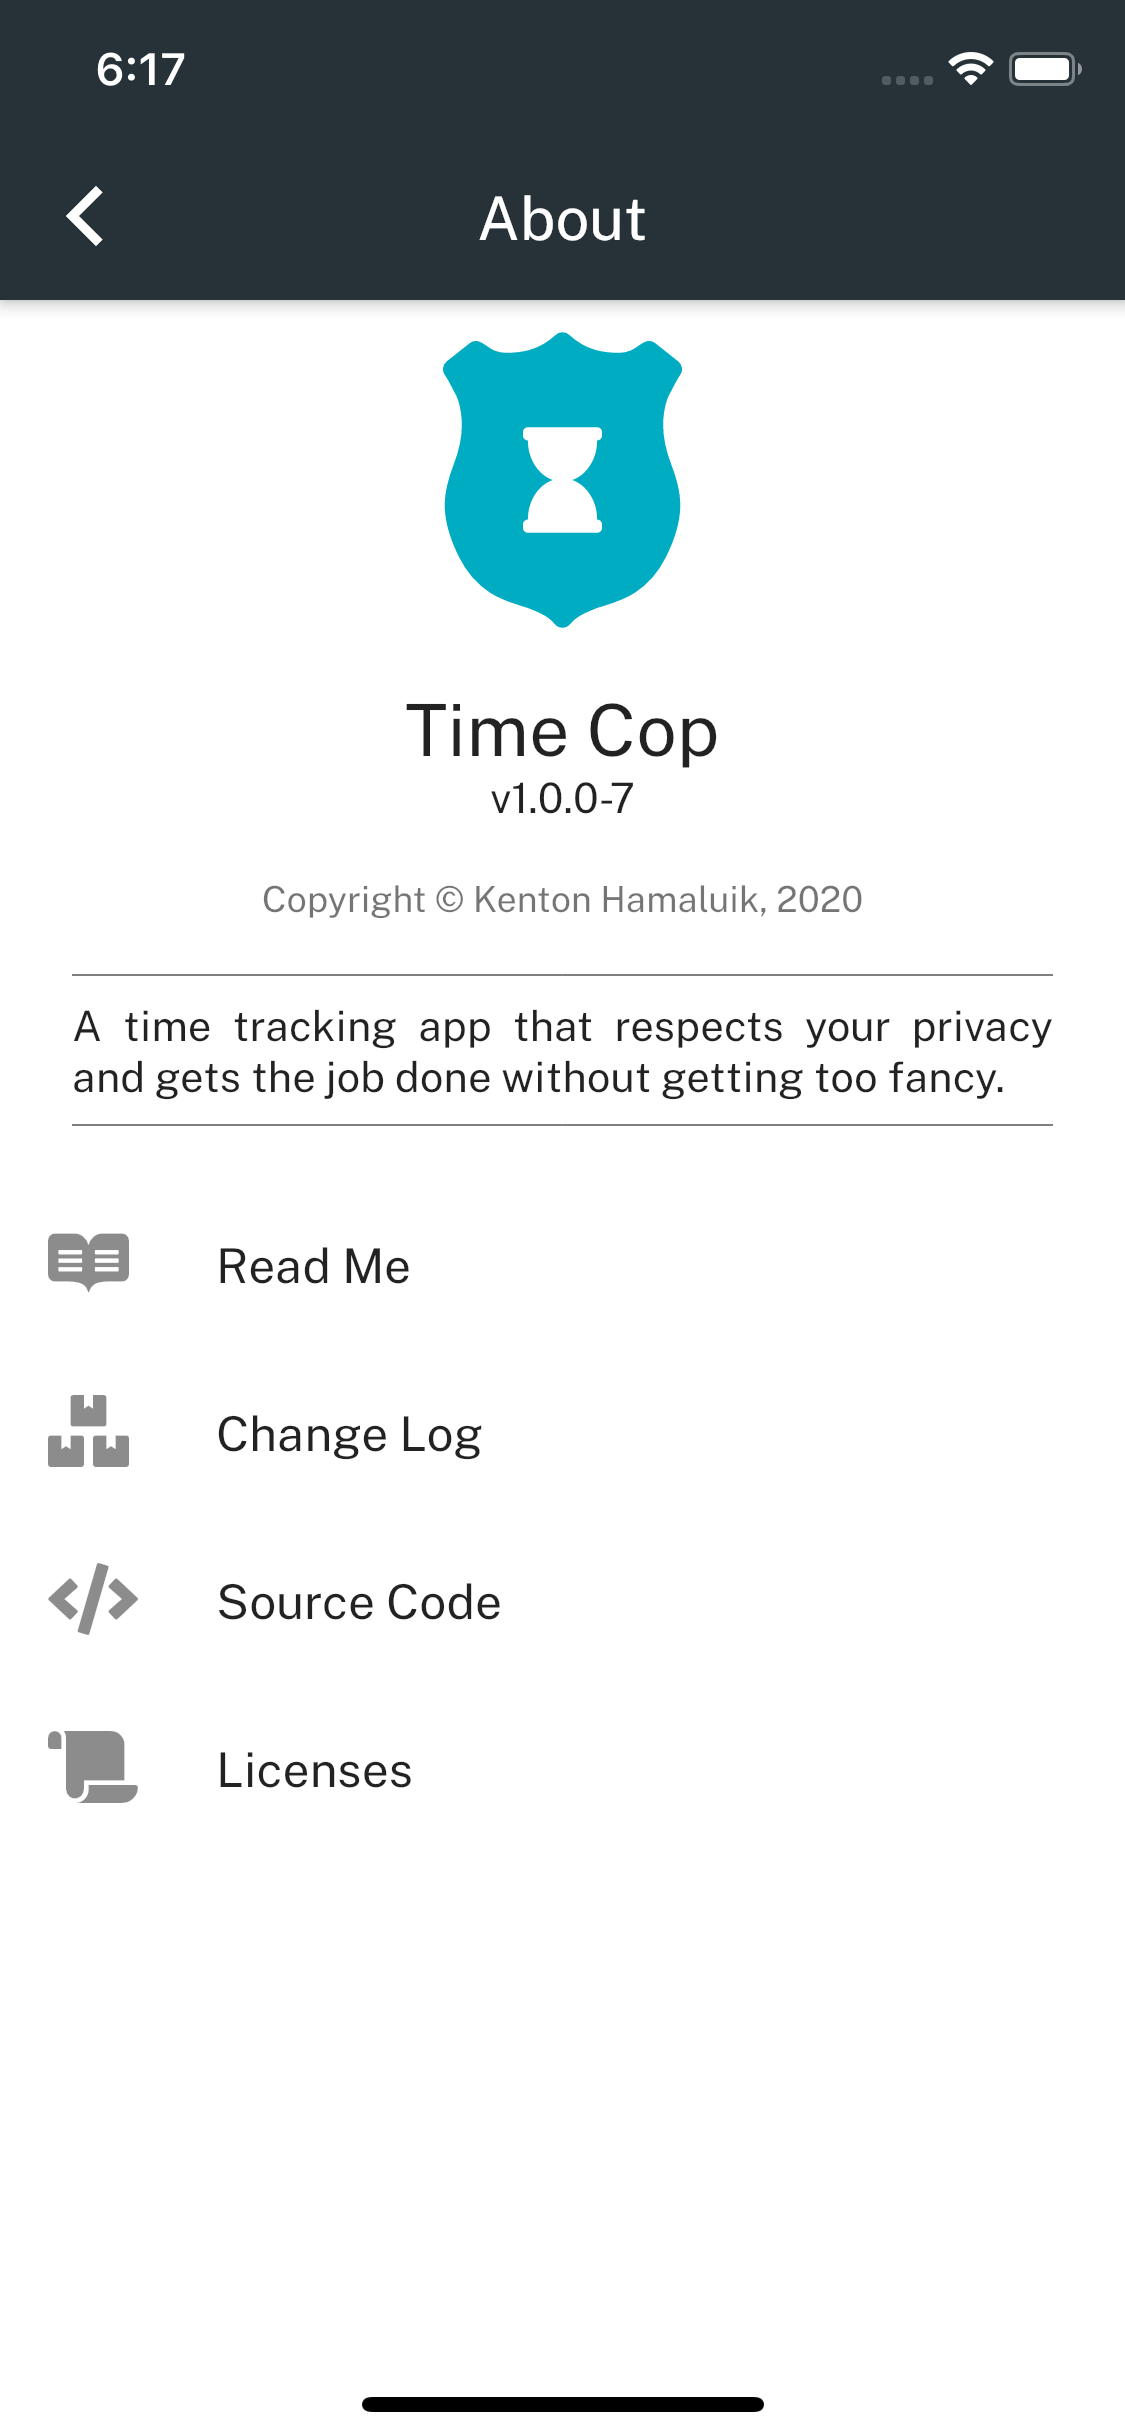 6:17
About
Time Cop
v1.0.0-7
Copyright © Kenton Hamaluik, 2020
A time tracking app that respects your privacy
and gets the job done without getting too fancy.
Read Me
Change Log
Source Code
Licenses